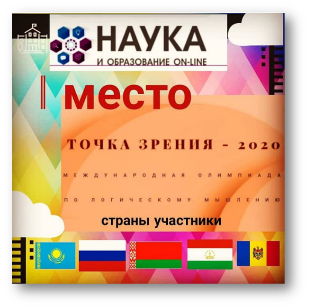 НАУКА
И ОБРАЗОВАНИЕ ON-LINE
I место
ТОЧКА ЗРЕНИЯ - 2020
МЕЖДУНАРОДНАЯ ОЛИМПИАДА
ПО ЛОГИЧЕСКОМУ МЫШЛЕНИЮ
страны участники